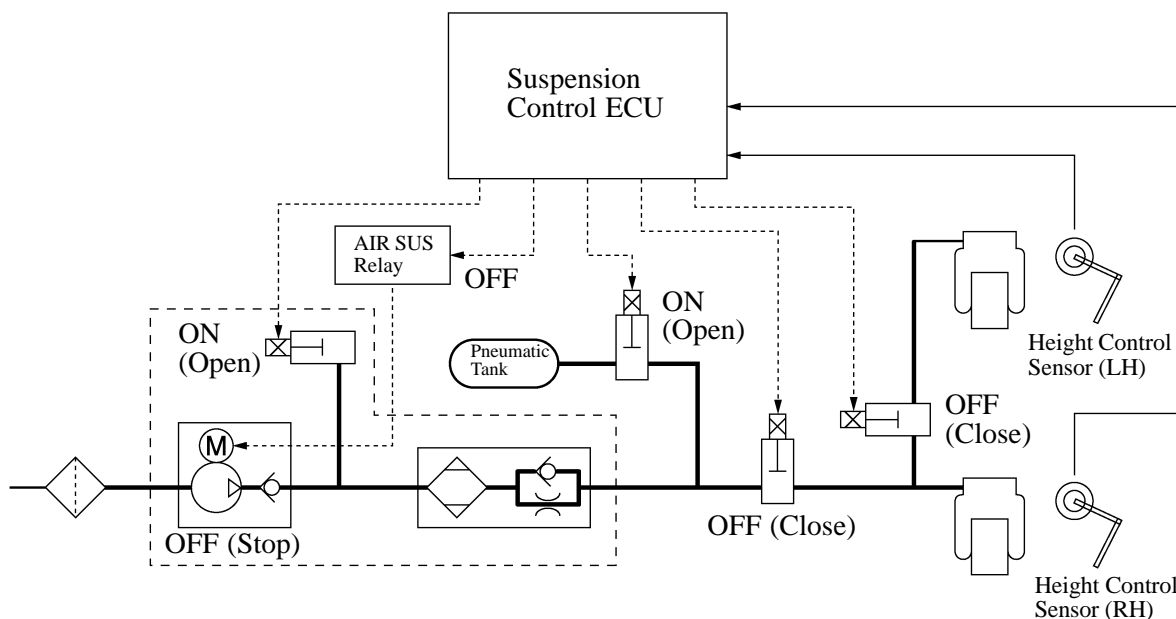 Suspension
Control ECU
AIR SUS
Relay
OFF
ON
(Open)
ON
(Open)
Pneumatic
Tank
Height Control
Sensor (LH)
OFF
(Close)
M
OFF (Stop)
OFF (Close)
Height Control
Sensor (RH)